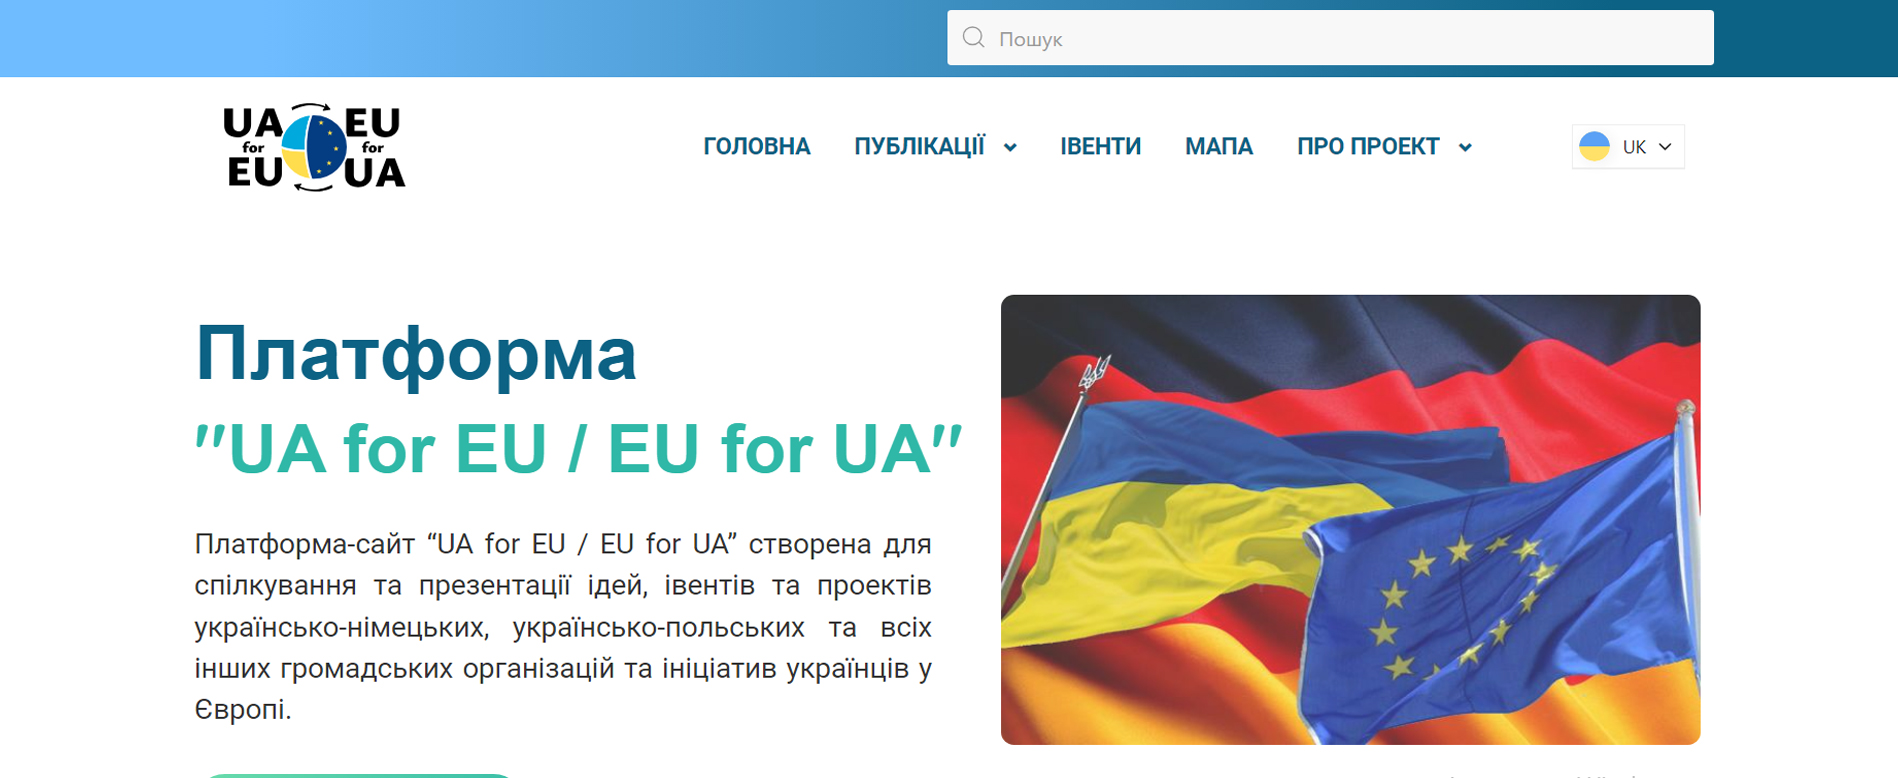 Пошук
UA EU
for for
EU UA
ГОЛОВНА ПУБЛІКАЦІЇ ІВЕНТИ МАПА ПРО ПРОЕКТ UK
Платформа
"UA for EU / EU for UA"
Платформа-сайт “UA for EU / EU for UA” створена для
спілкування та презентації ідей, івентів та проектів
українсько-німецьких, українсько-польських та всіх
інших громадських організацій та ініціатив українців у
Європі.